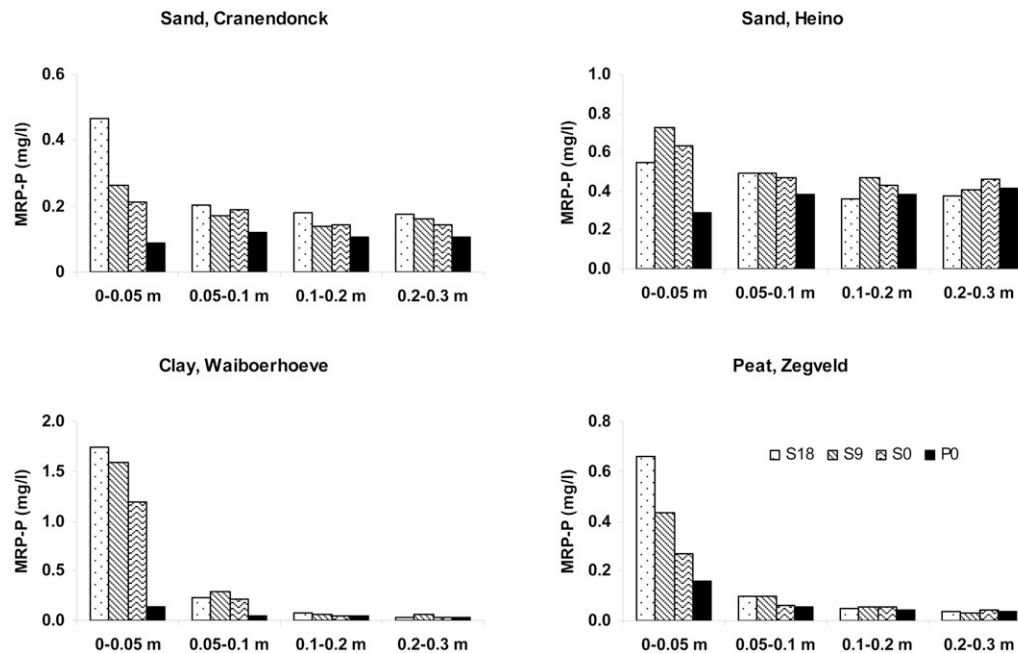 Sand, Cranendonck
MRP-P (mg/l)
0.6
0.4
0.2
0
0-0.05 m 0.05-0.1 m 0.1-0.2 m 0.2-0.3 m
Sand, Heino
MRP-P (mg/l)
1.0
0.8
0.6
0.4
0.2
0.0
0-0.05 m 0.05-0.1 m 0.1-0.2 m 0.2-0.3 m
Clay, Waiboerhoeve
MRP-P (mg/l)
2.0
1.5
1.0
0.5
0.0
0-0.05 m 0.05-0.1 m 0.1-0.2 m 0.2-0.3 m
Peat, Zegveld
MRP-P (mg/l)
0.8
0.6
0.4
0.2
0.0
S18 S9 S0 P0
0-0.05 m 0.05-0.1 m 0.1-0.2 m 0.2-0.3 m